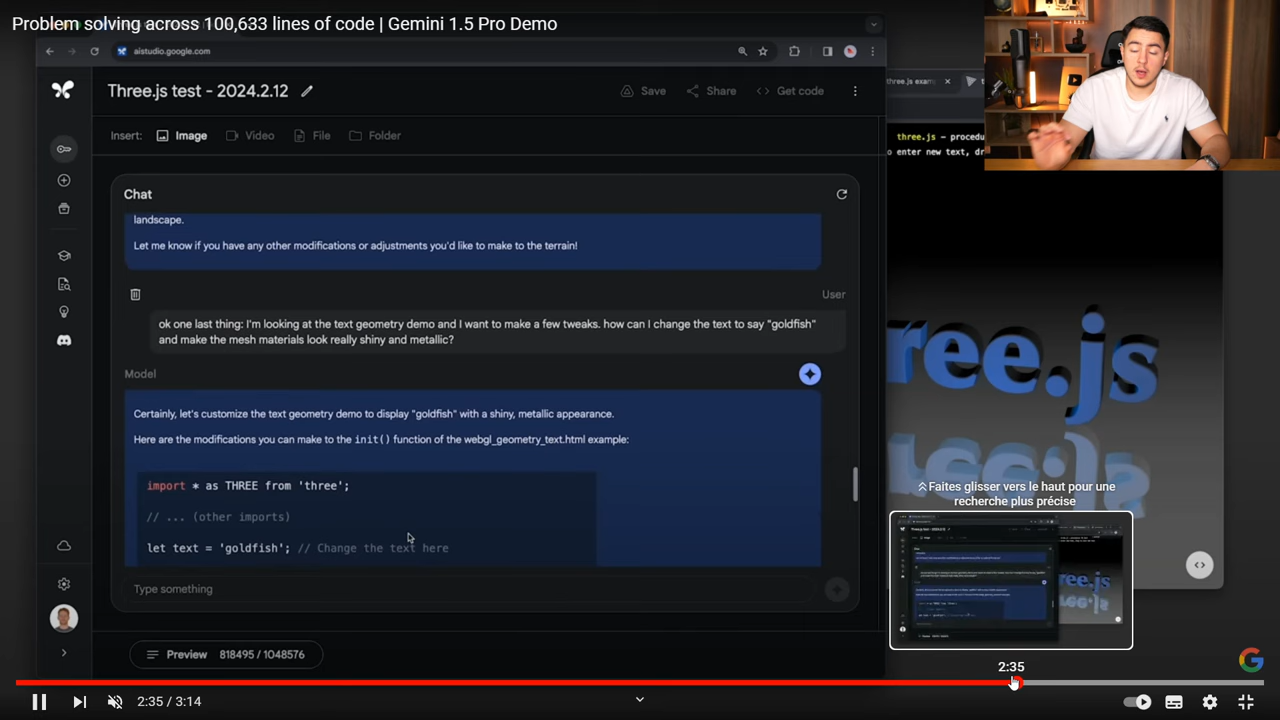 Problem solving across 100,633 lines of Code | Gemini 1.5 Pro Demo
aistudio.google.com
Three.js test - 2024.2.12
Save
Share
Get code
Insert:
Image
Video
File
Folder
Chat
landscape.
Let me know if you have any other modifications or adjustments you'd like to make to the terrain!
User
ok one last thing: I'm looking at the text geometry demo and I want to make a few tweaks. how can I change the text to say "goldfish"
and make the mesh materials look really shiny and metallic?
Model
Certainly, let's customize the text geometry demo to display "goldfish" with a shiny, metallic appearance.
Here are the modifications you can make to the init() function of the webgl_geometry_text.html example:
import * as THREE from 'three';
// ... (other imports)
let text = 'goldfish'; // Change the text here
Type something
Preview 818495 / 1048576
three.js exam
three.js – procedu
o enter new text, dr
ree.js
Faites glisser vers le haut pour une
recherche plus précise
2:35
2:35 / 3:14